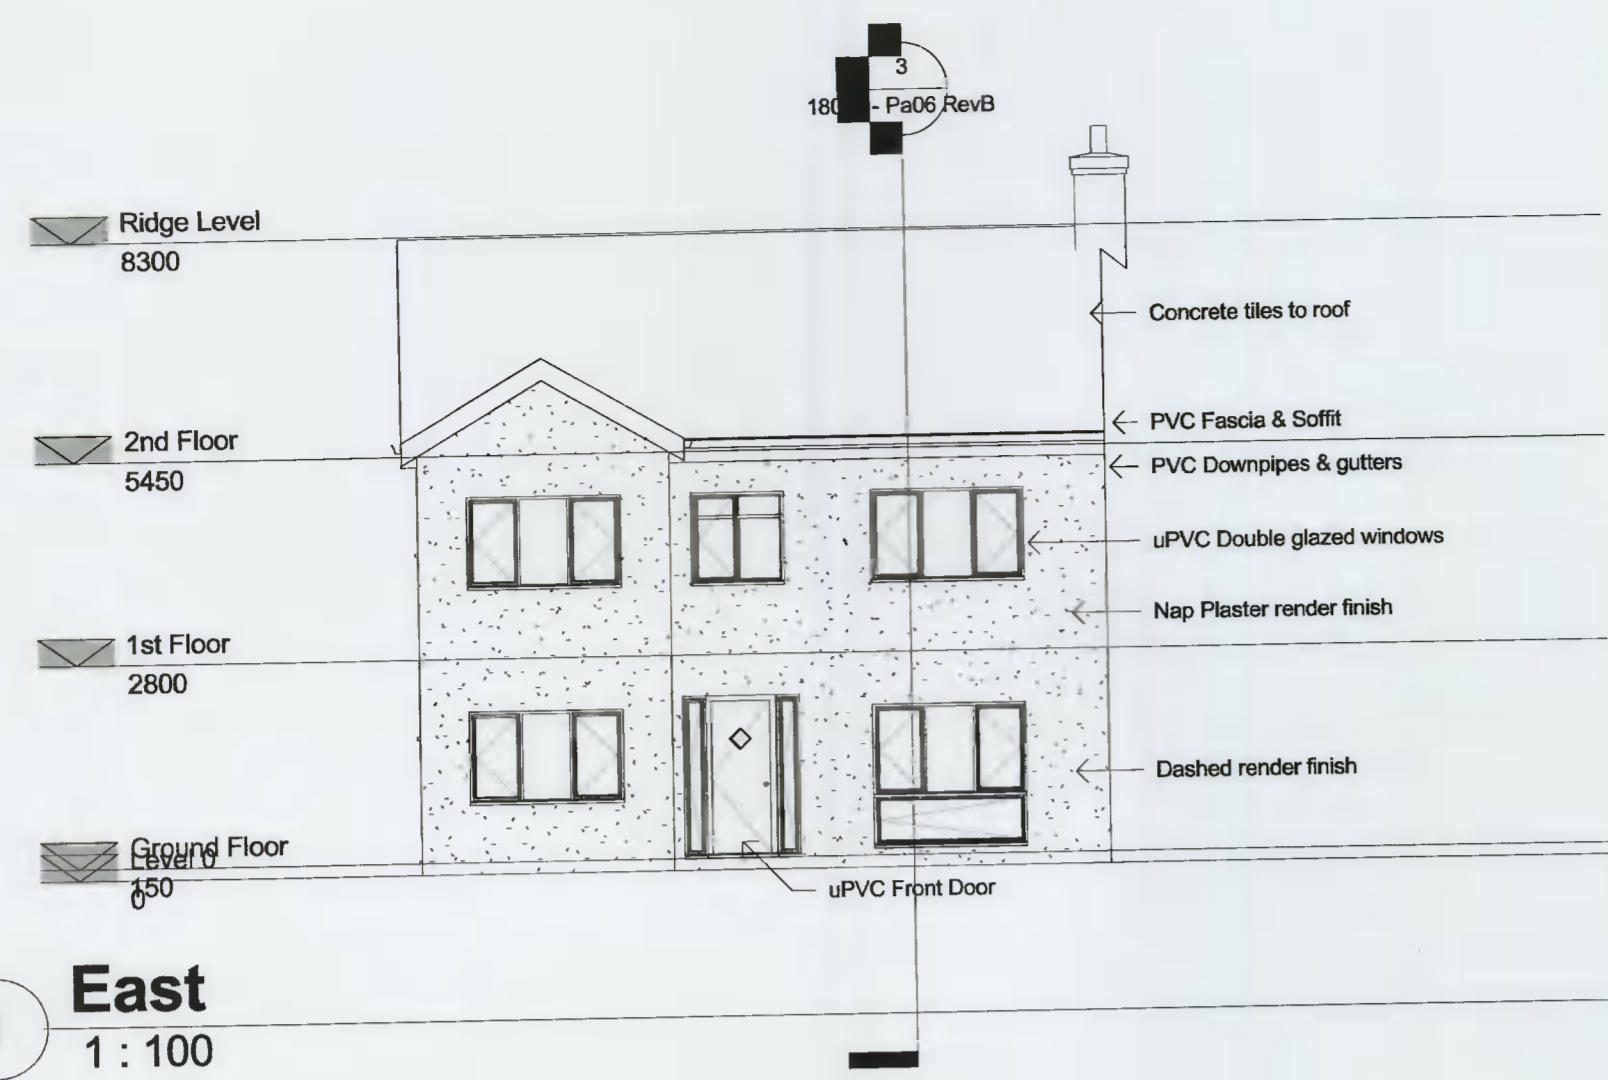 3
180 - Pa06 RevB
Ridge Level
8300
Concrete tiles to roof
PVC Fascia & Soffit
2nd Floor
5450
PVC Downpipes & gutters
uPVC Double glazed windows
Nap Plaster render finish
1st Floor
2800
Dashed render finish
Ground Floor
Level 0
150
0
uPVC Front Door
East
1 : 100